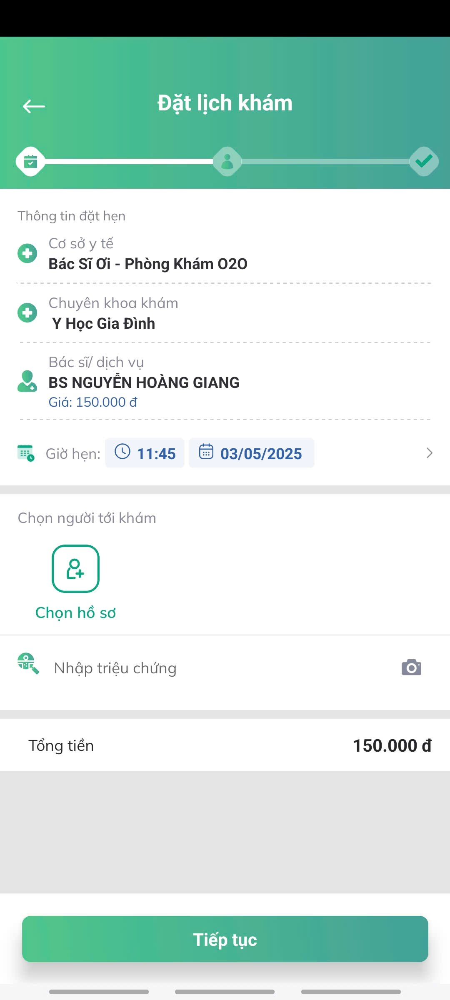 Đặt lịch khám
Thông tin đặt hẹn
Cơ sở y tế
Bác Sĩ Ơi - Phòng Khám O2O
Chuyên khoa khám
Y Học Gia Đình
Bác sĩ/ dịch vụ
BS NGUYỄN HOÀNG GIANG
Giá: 150.000 đ
Giờ hẹn: 11:45 03/05/2025
Chọn người tới khám
Chọn hồ sơ
Nhập triệu chứng
Tổng tiền 150.000 đ
Tiếp tục